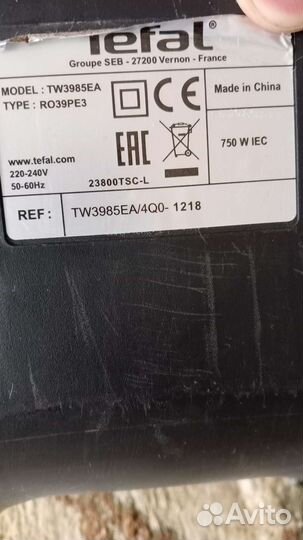 Tefal
Groupe SEB - 27200 Vernon - France
MODEL : TW3985EA
TYPE : RO39PE3
CE
Made in China
EAC
750 W IEC
www.tefal.com
220-240V
50-60Hz
23800TSC-L
REF : TW3985EA/4Q0- 1218
Avito